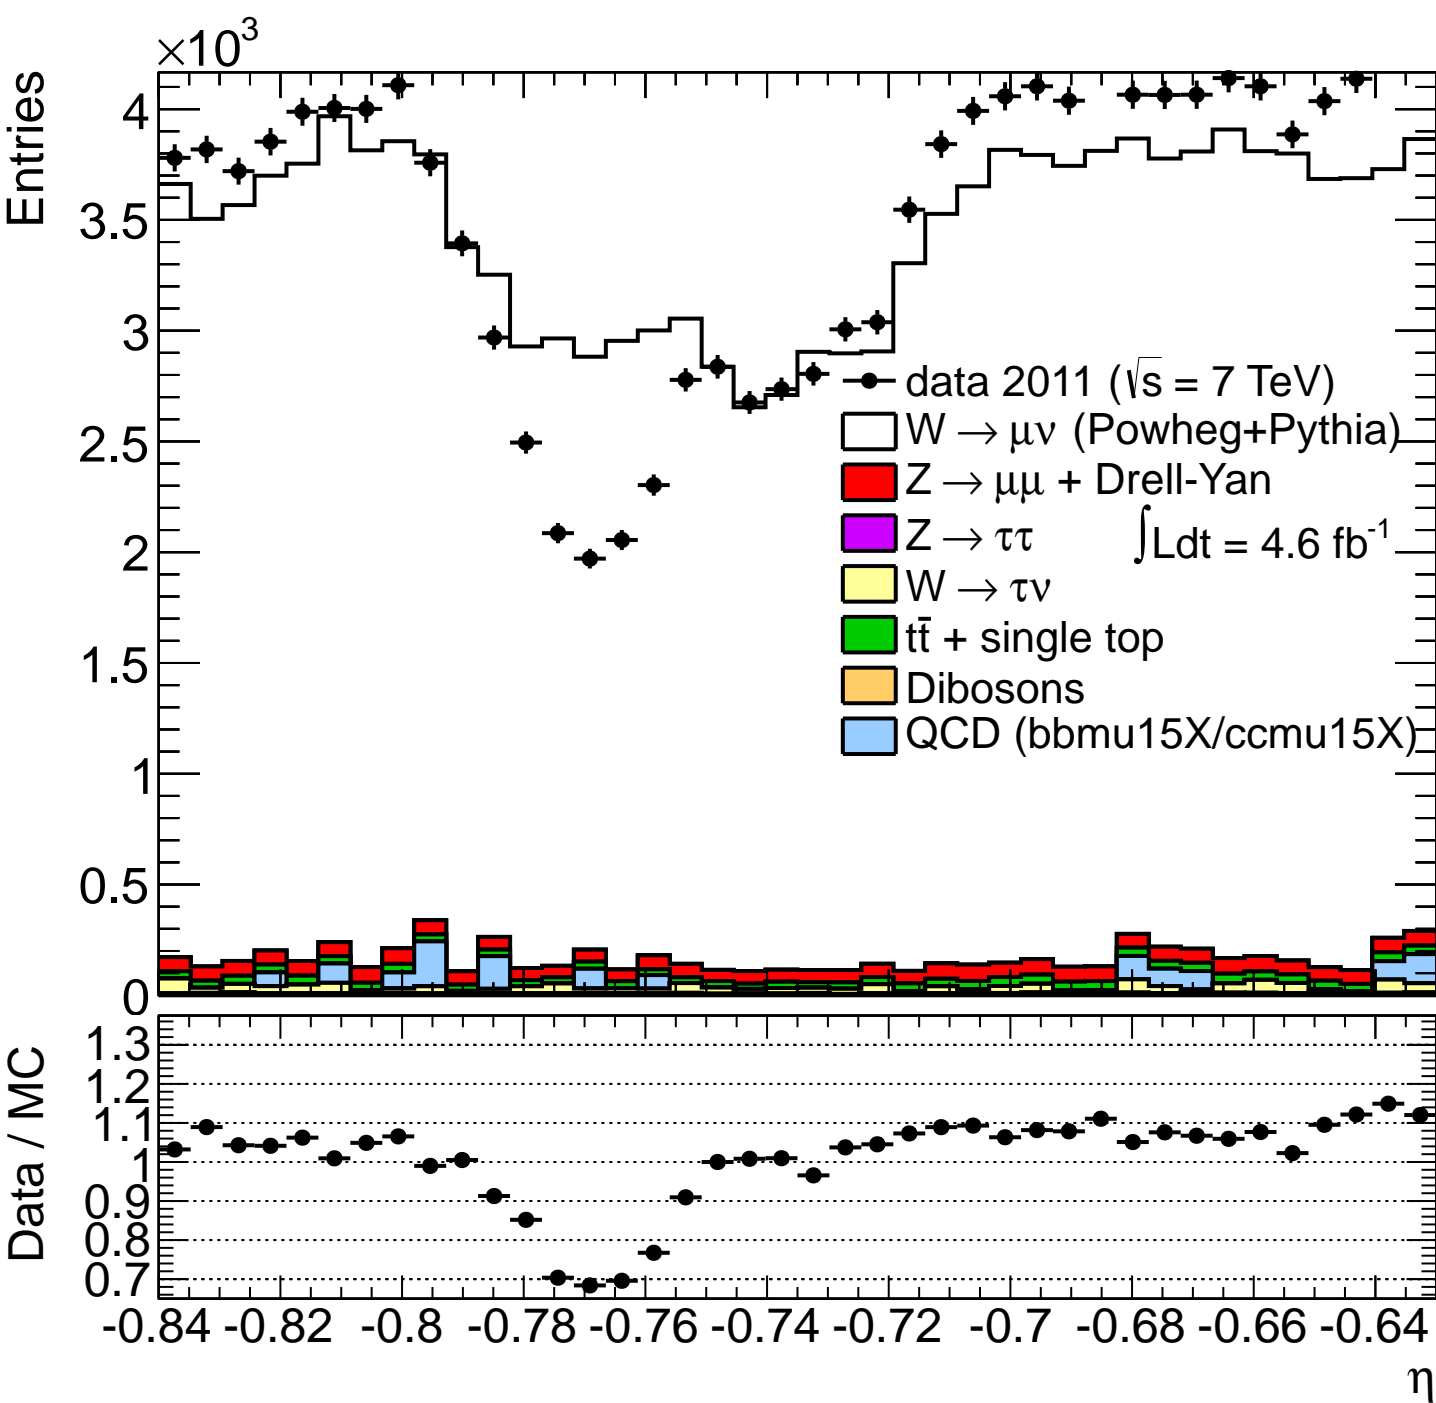 ×10³
Entries
4
3.5
3
2.5
2
1.5
1
0.5
0
data 2011 (√s = 7 TeV)
W → μν (Powheg+Pythia)
Z → μμ + Drell-Yan
Z → ττ
∫Ldt = 4.6 fb⁻¹
W → τν
tt̄ + single top
Dibosons
QCD (bbmu15X/ccmu15X)
Data / MC
1.3
1.2
1.1
1
0.9
0.8
0.7
-0.84 -0.82 -0.8 -0.78 -0.76 -0.74 -0.72 -0.7 -0.68 -0.66 -0.64
η